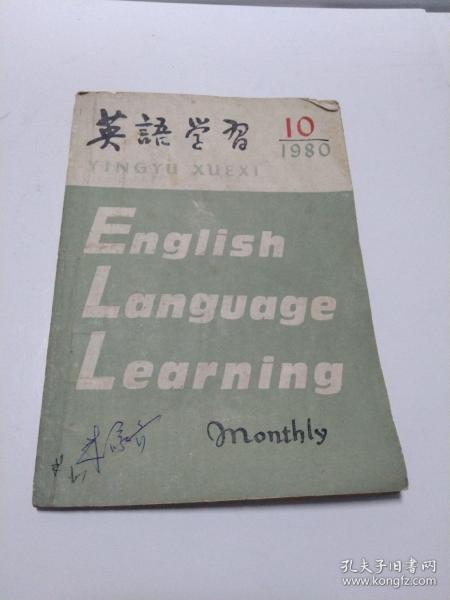 英語学習
10
1980
YINGYU XUEXI
English
Language
Learning
Monthly
孔夫子旧书网
www.kongfz.com